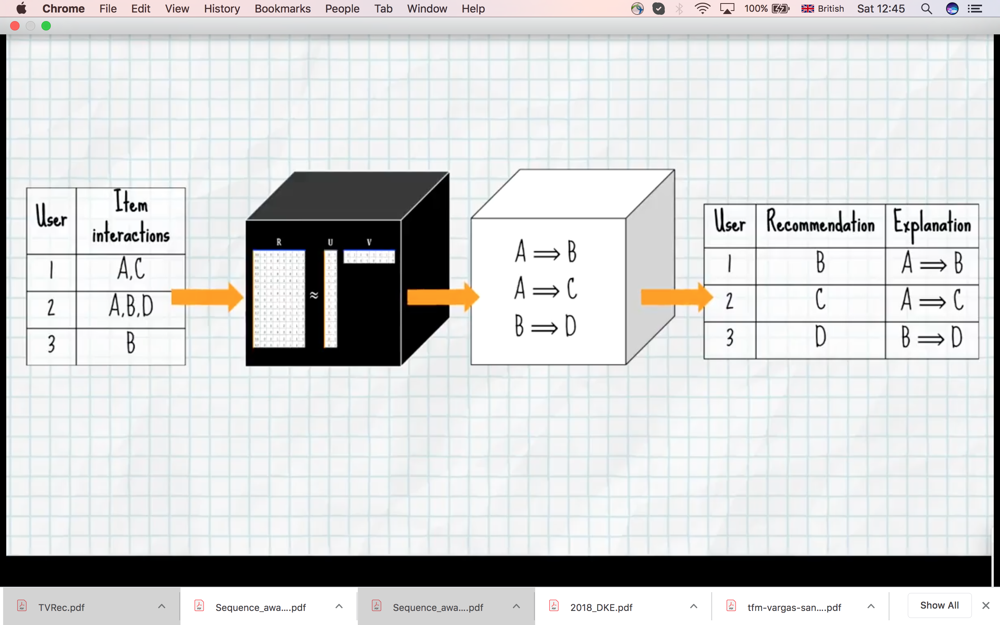 Chrome File Edit View History Bookmarks People Tab Window Help 100% British Sat 12:45
User Item interactions
1 A,C
2 A,B,D
3 B
R U V
≈
A ⟹ B
A ⟹ C
B ⟹ D
User Recommendation Explanation
1 B A ⟹ B
2 C A ⟹ C
3 D B ⟹ D
TVRec.pdf Sequence_awa....pdf Sequence_awa....pdf 2018_DKE.pdf tfm-vargas-san....pdf Show All